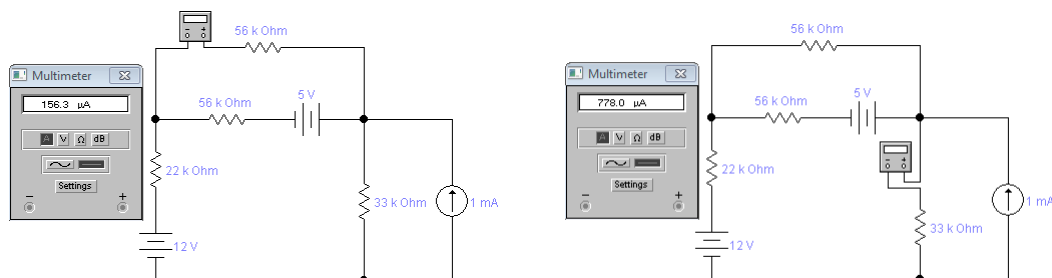 56 k Ohm
Multimeter
156.3 µA
A V Ω dB
Settings
- +
- +
56 k Ohm
5 V
22 k Ohm
33 k Ohm
1 mA
12 V
56 k Ohm
Multimeter
778.0 µA
A V Ω dB
Settings
- +
56 k Ohm
5 V
- +
22 k Ohm
1 mA
33 k Ohm
12 V